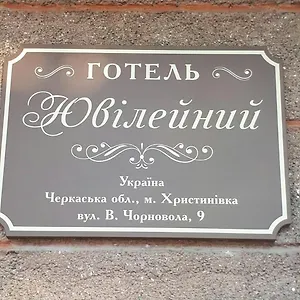 ГОТЕЛЬ
Ювілейний
Україна
Черкаська обл., м. Христинівка
вул. В. Чорновола, 9